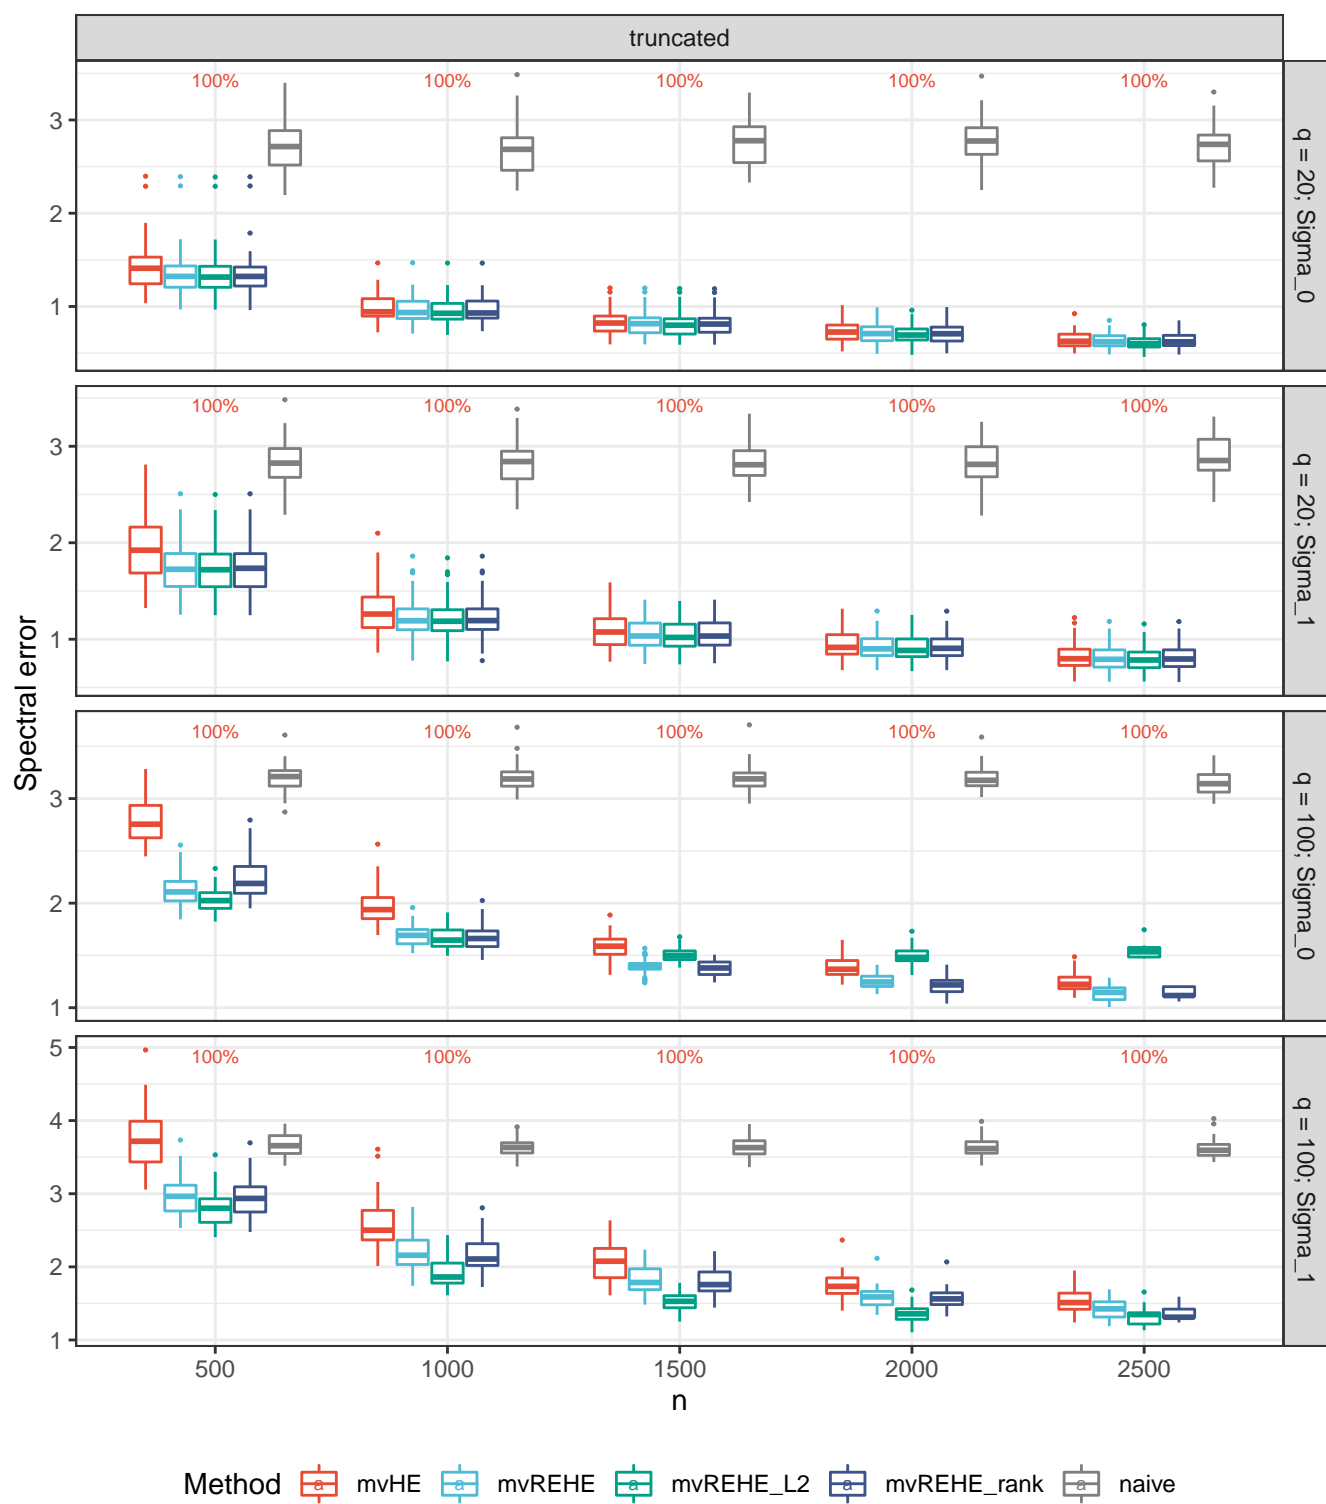 truncated
100% 100% 100% 100% 100%
3
2
1
q = 20; Sigma_0
100% 100% 100% 100% 100%
3
2
1
q = 20; Sigma_1
Spectral error
100% 100% 100% 100% 100%
3
2
1
q = 100; Sigma_0
100% 100% 100% 100% 100%
5
4
3
2
1
q = 100; Sigma_1
500 1000 1500 2000 2500
n
Method a mvHE a mvREHE a mvREHE_L2 a mvREHE_rank a naive